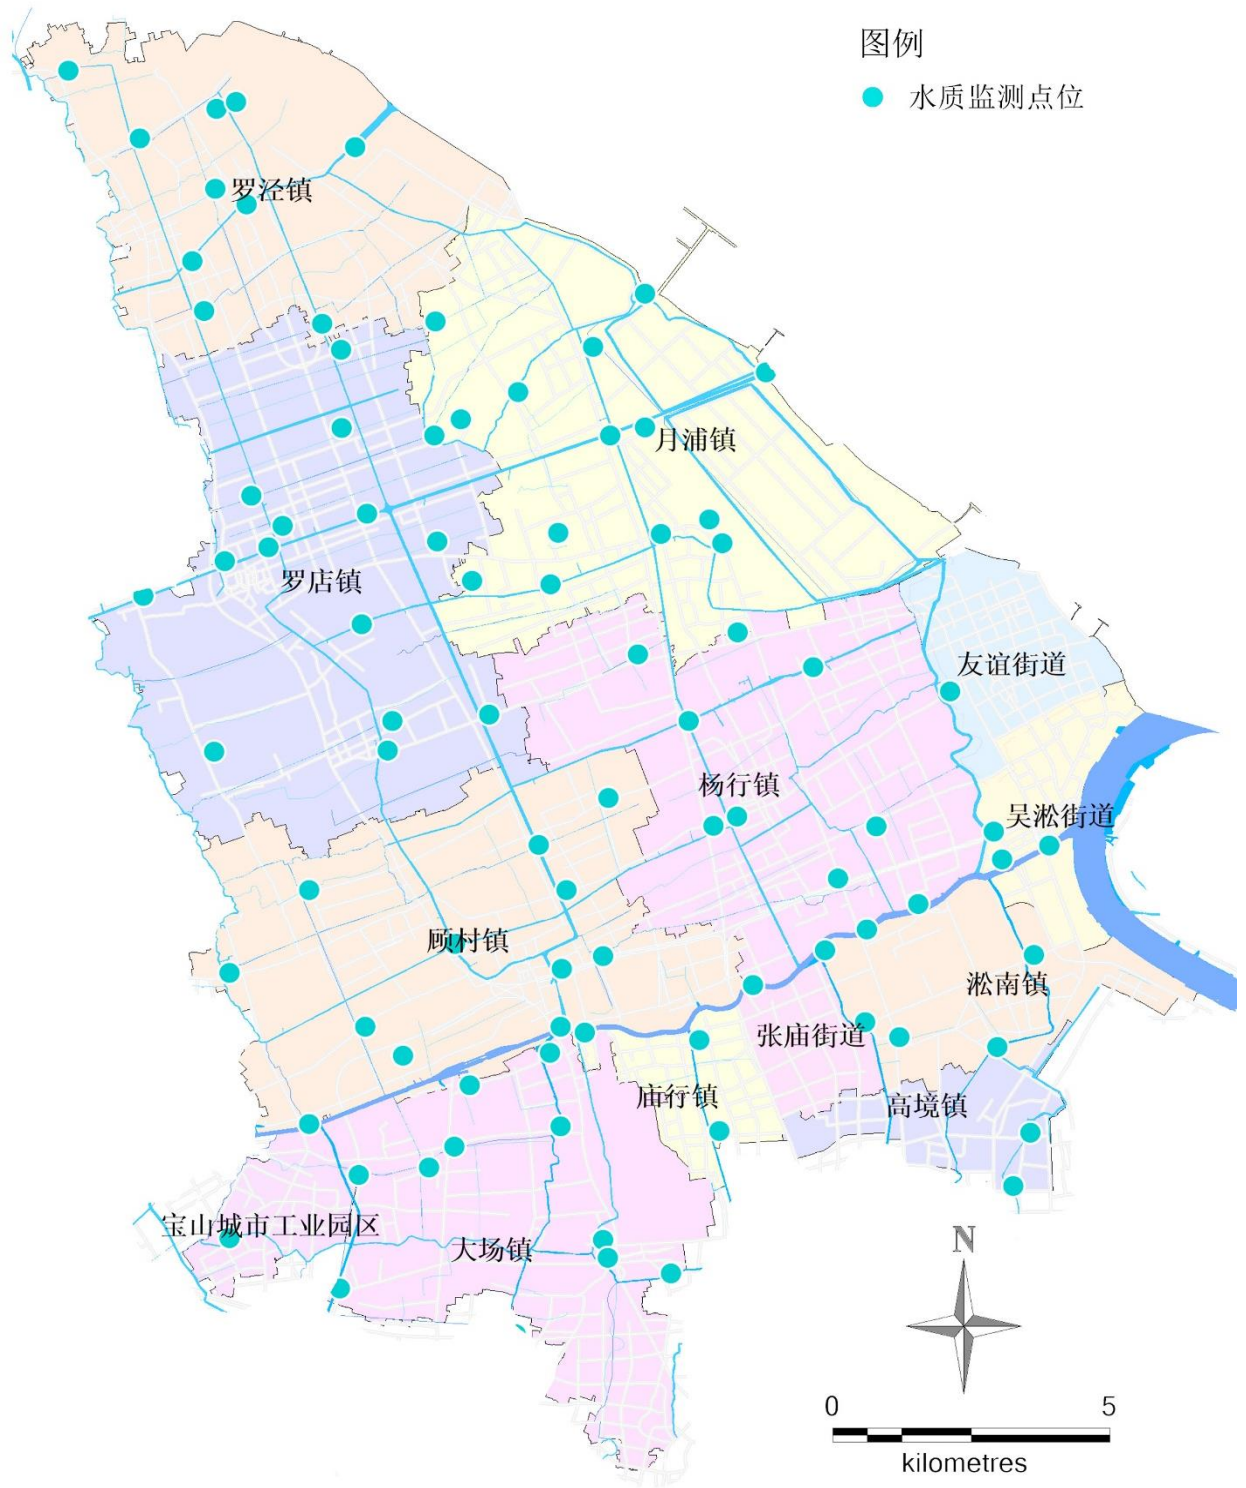 图例
水质监测点位
罗泾镇
月浦镇
罗店镇
友谊街道
杨行镇
吴淞街道
顾村镇
淞南镇
张庙街道
庙行镇
高境镇
宝山城市工业园区
大场镇
N
0 5
kilometres